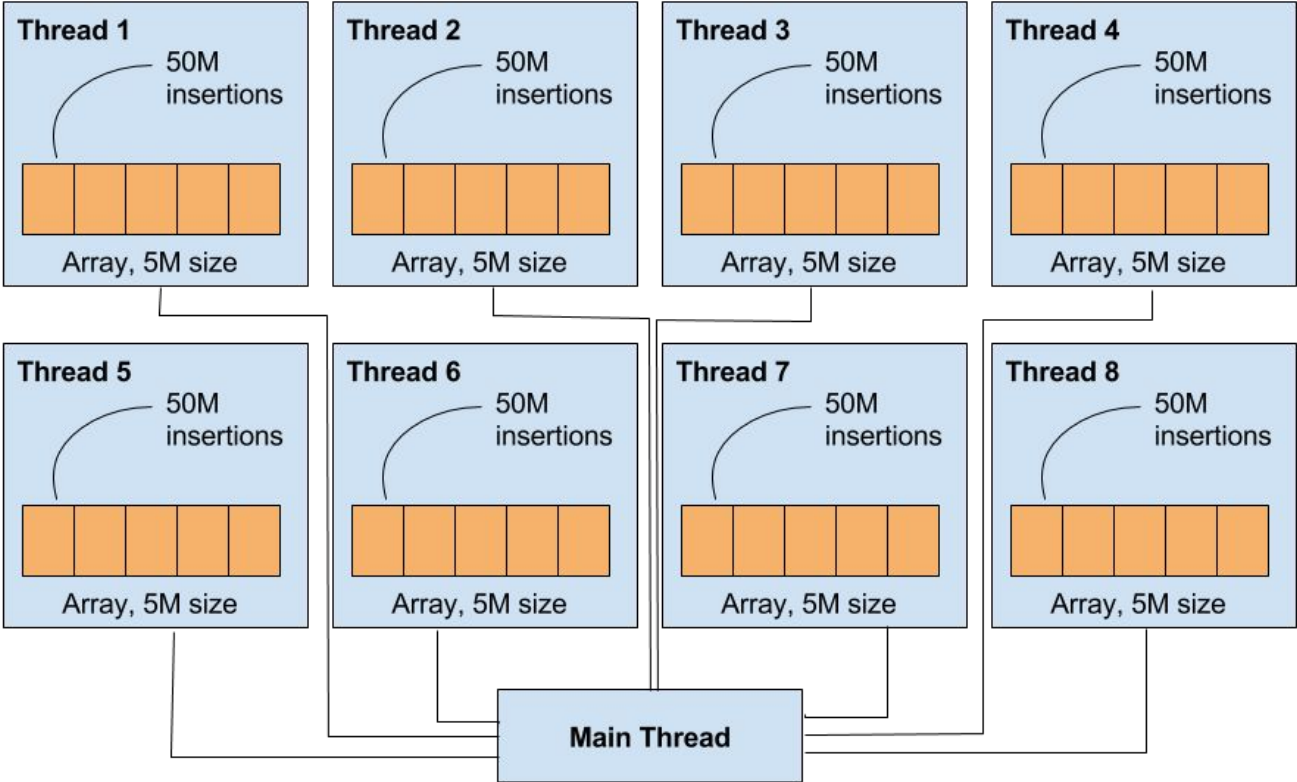 Thread 1
50M
insertions
Array, 5M size
Thread 2
50M
insertions
Array, 5M size
Thread 3
50M
insertions
Array, 5M size
Thread 4
50M
insertions
Array, 5M size
Thread 5
50M
insertions
Array, 5M size
Thread 6
50M
insertions
Array, 5M size
Thread 7
50M
insertions
Array, 5M size
Thread 8
50M
insertions
Array, 5M size
Main Thread